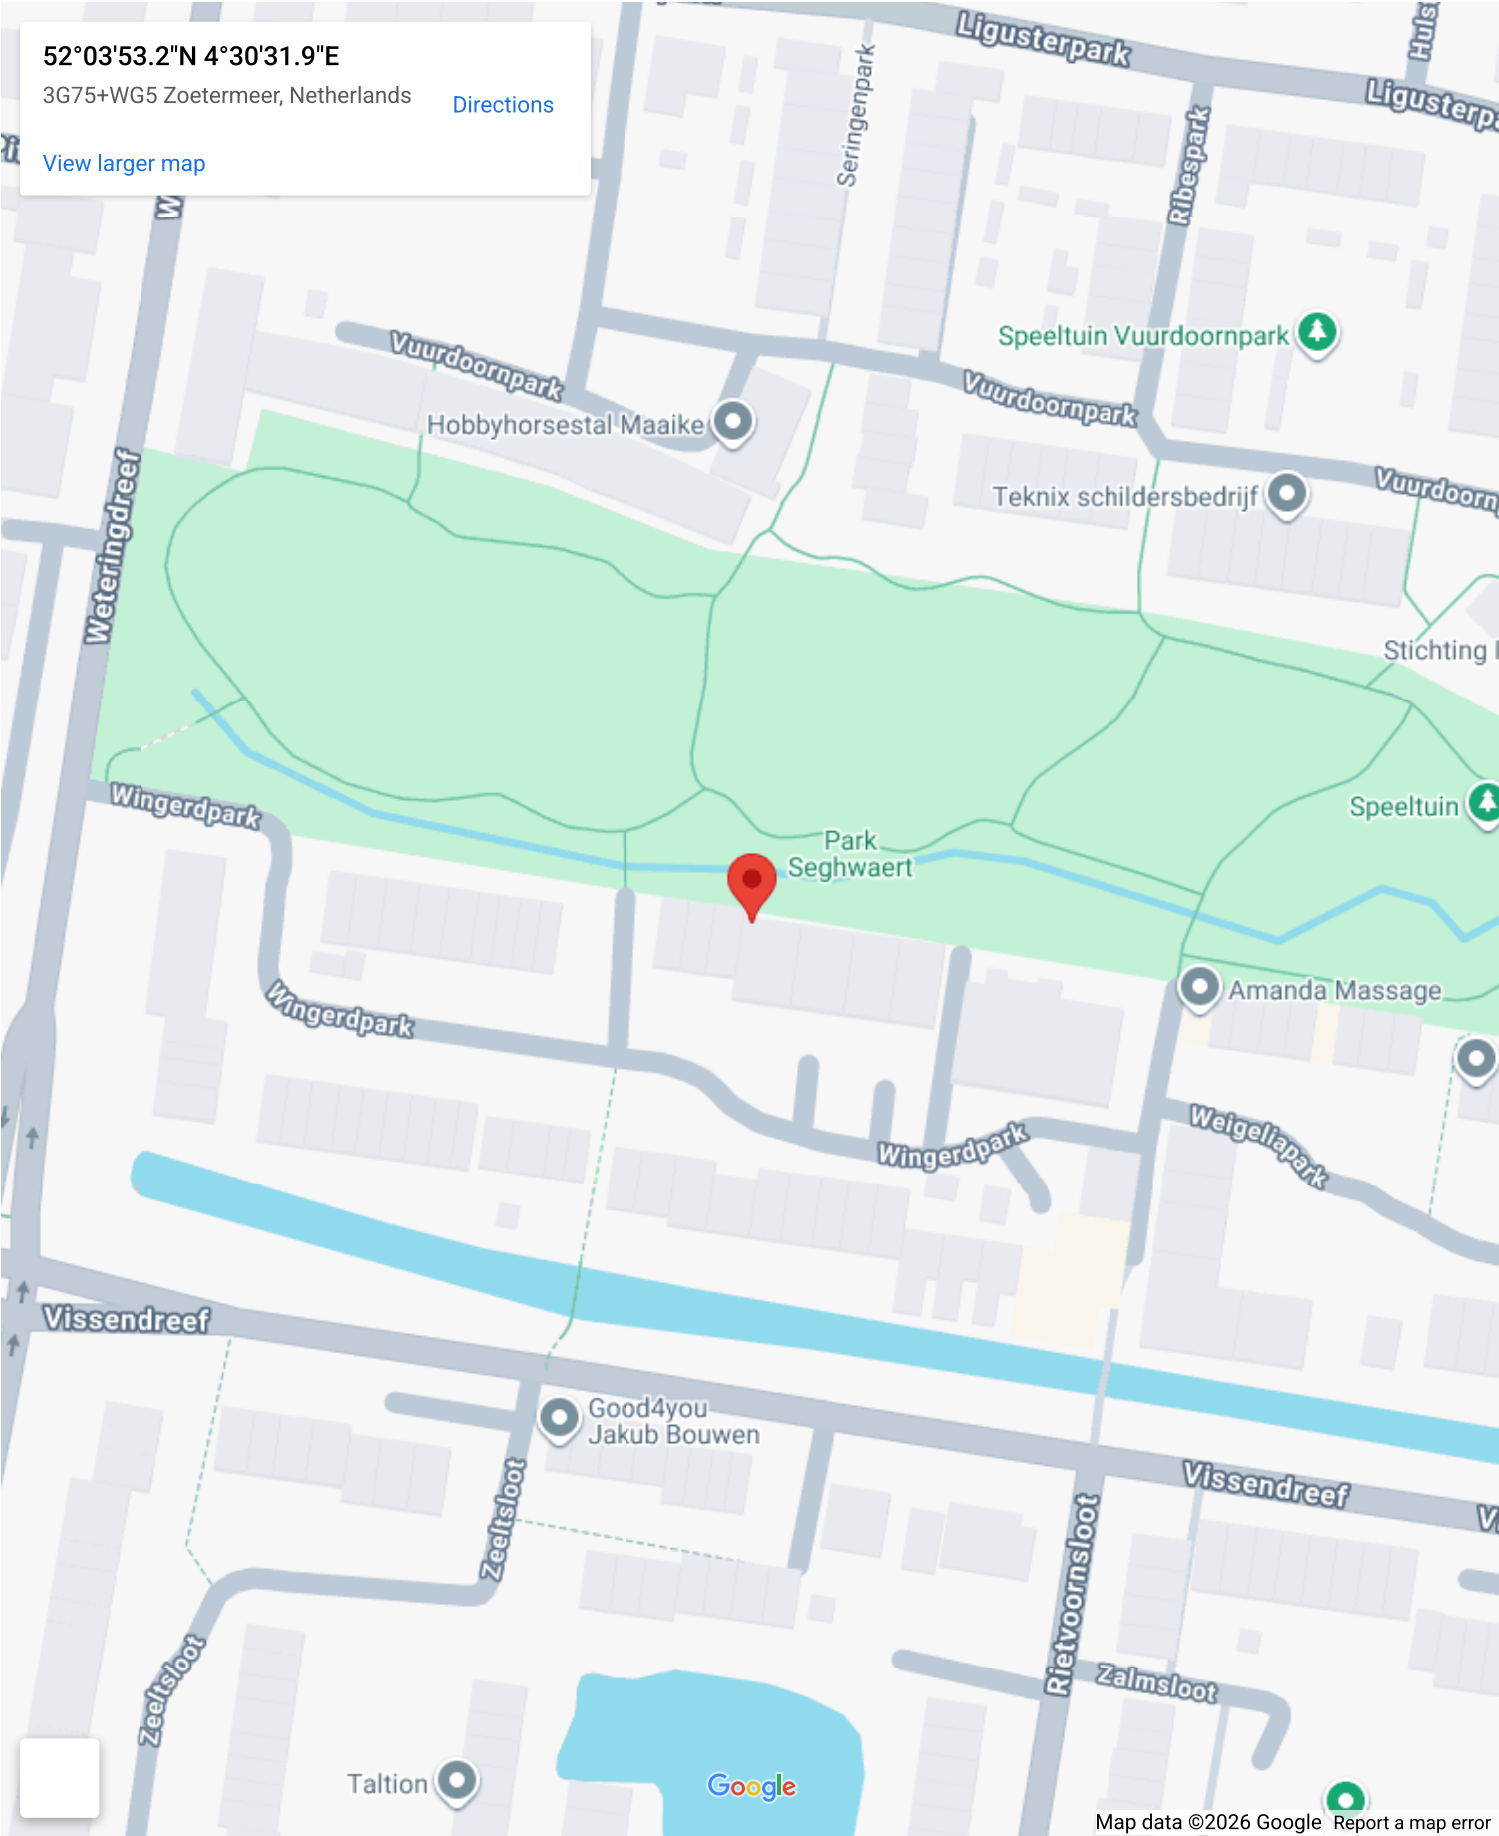 52°03'53.2"N 4°30'31.9"E
3G75+WG5 Zoetermeer, Netherlands
Directions
View larger map
Ligusterpark
Seringenpark
Ribespark
Speeltuin Vuurdoornpark
Vuurdoornpark
Hobbyhorsestal Maaike
Vuurdoornpark
Teknix schildersbedrijf
Weteringdreef
Stichting
Wingerdpark
Speeltuin
Park
Seghwaert
Amanda Massage
Wingerdpark
Wingerdpark
Weigeliapark
Vissendreef
Good4you
Jakub Bouwen
Zeeltsloot
Vissendreef
Rietvoornsloot
Zalmsloot
Zeeltsloot
Taltion
Google
Map data ©2026 Google
Report a map error